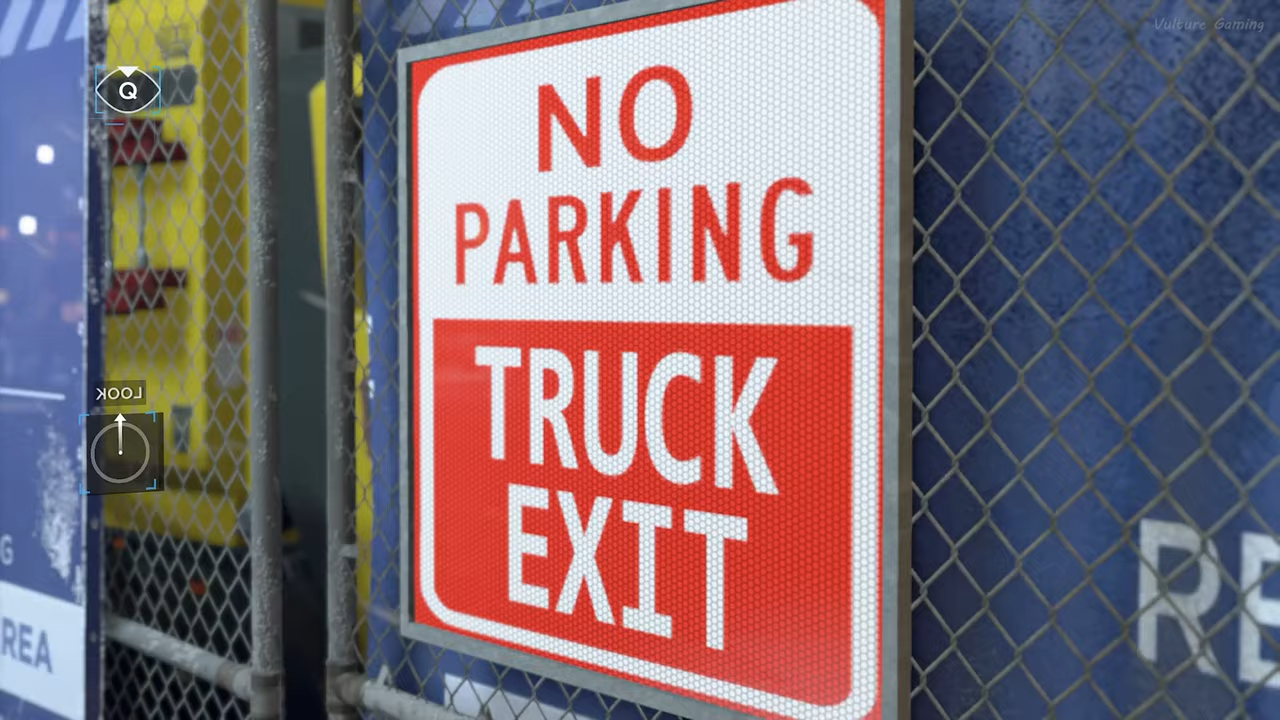 Vulture Gaming
Q
NO
PARKING
TRUCK
EXIT
LOOK
G
REA
RE